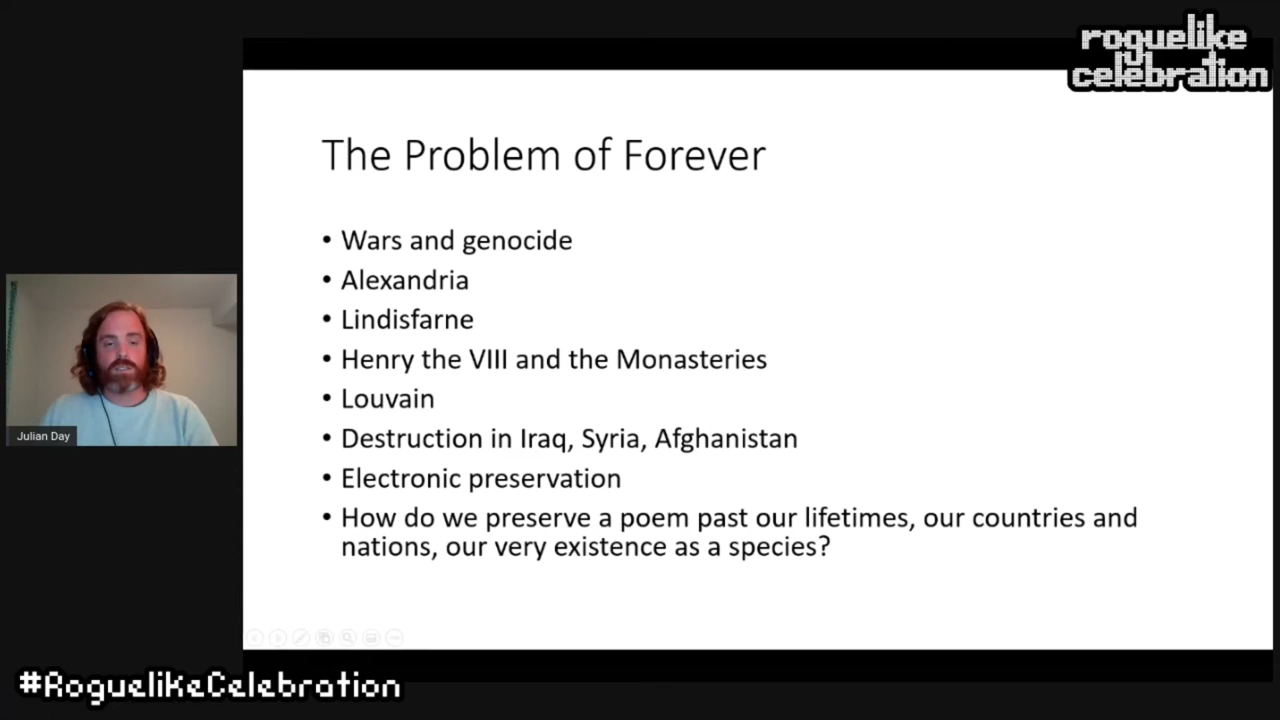 roguelike
celebration
The Problem of Forever
• Wars and genocide
• Alexandria
• Lindisfarne
• Henry the VIII and the Monasteries
• Louvain
• Destruction in Iraq, Syria, Afghanistan
• Electronic preservation
• How do we preserve a poem past our lifetimes, our countries and
nations, our very existence as a species?
Julian Day
#RoguelikeCelebration